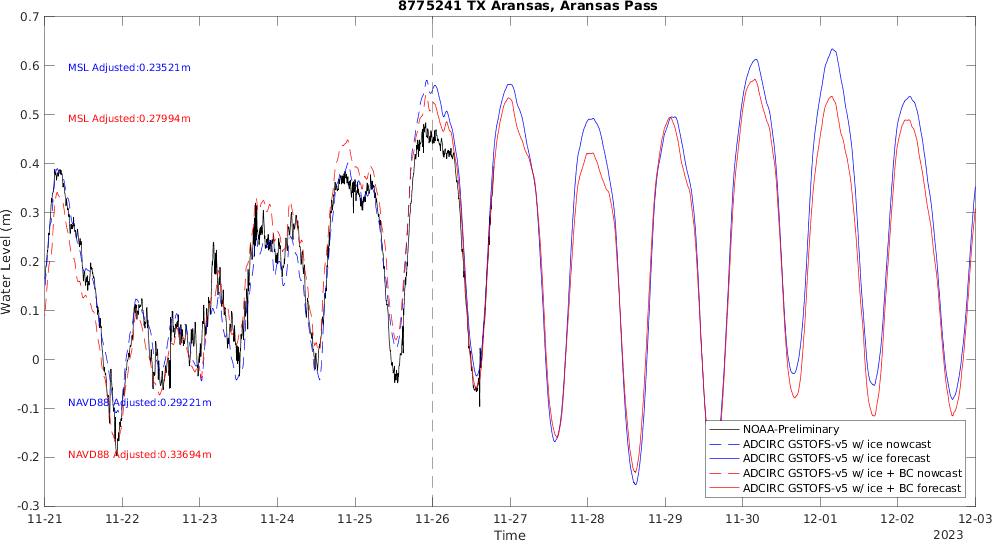 8775241 TX Aransas, Aransas Pass
0.7
0.6
0.5
0.4
0.3
0.2
0.1
0
-0.1
-0.2
-0.3
Water Level (m)
MSL Adjusted:0.23521m
MSL Adjusted:0.27994m
NAVD88 Adjusted:0.29221m
NAVD88 Adjusted:0.33694m
NOAA-Preliminary
ADCIRC GSTOFS-v5 w/ ice nowcast
ADCIRC GSTOFS-v5 w/ ice forecast
ADCIRC GSTOFS-v5 w/ ice + BC nowcast
ADCIRC GSTOFS-v5 w/ ice + BC forecast
11-21 11-22 11-23 11-24 11-25 11-26 11-27 11-28 11-29 11-30 12-01 12-02 12-03
Time
2023